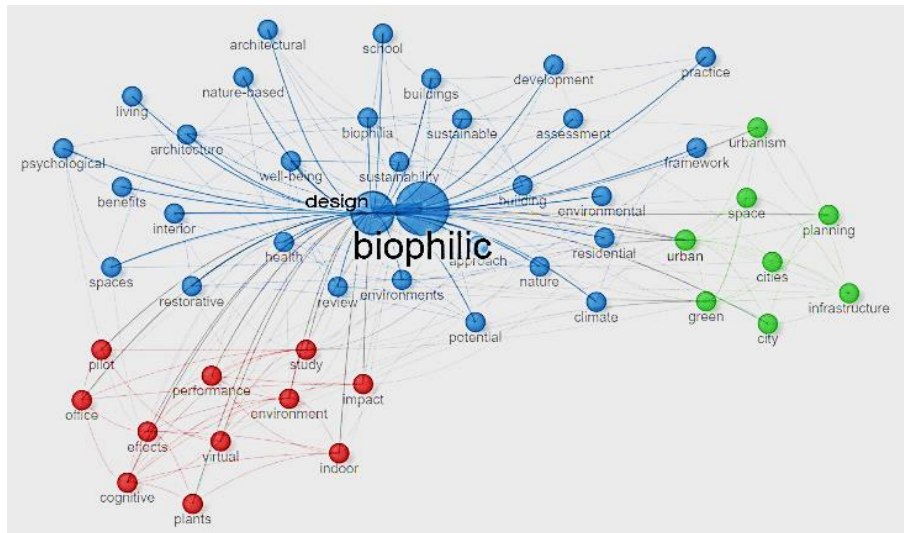 architectural
school
nature-based
buildings
development
practice
living
biophilia
sustainable
assessment
urbanism
architecture
psychological
well-being
sustainability
framework
benefits
design
building
environmental
space
interior
biophilic
planning
health
approach
residential
urban
spaces
restorative
review
environments
nature
cities
climate
green
infrastructure
potential
city
pilot
study
performance
impact
office
environment
effects
virtual
indoor
cognitive
plants